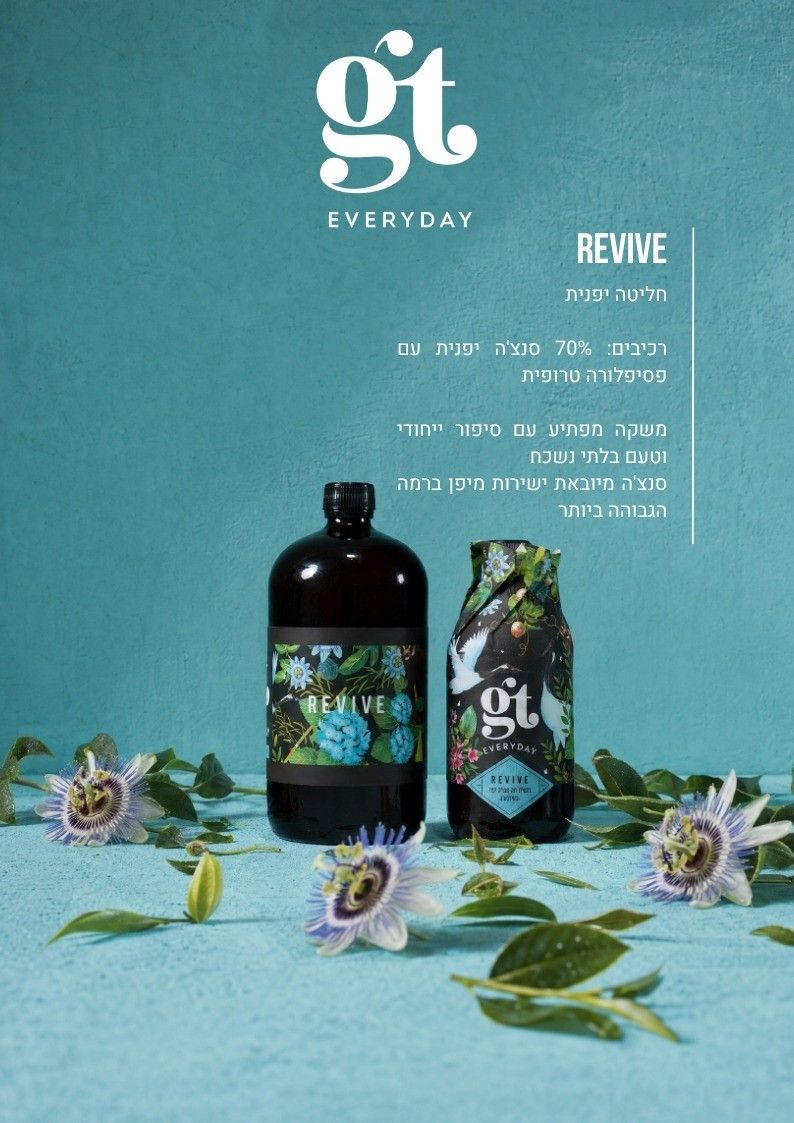 gt
EVERYDAY
REVIVE
חליטה יפנית
רכיבים: 70% סנצ'ה יפנית עם
פסיפלורה טרופית
משקה מפתיע עם סיפור ייחודי
וטעם בלתי נשכח
סנצ'ה מיובאת ישירות מיפן ברמה
הגבוהה ביותר
REVIVE
gt
EVERYDAY
REVIVE